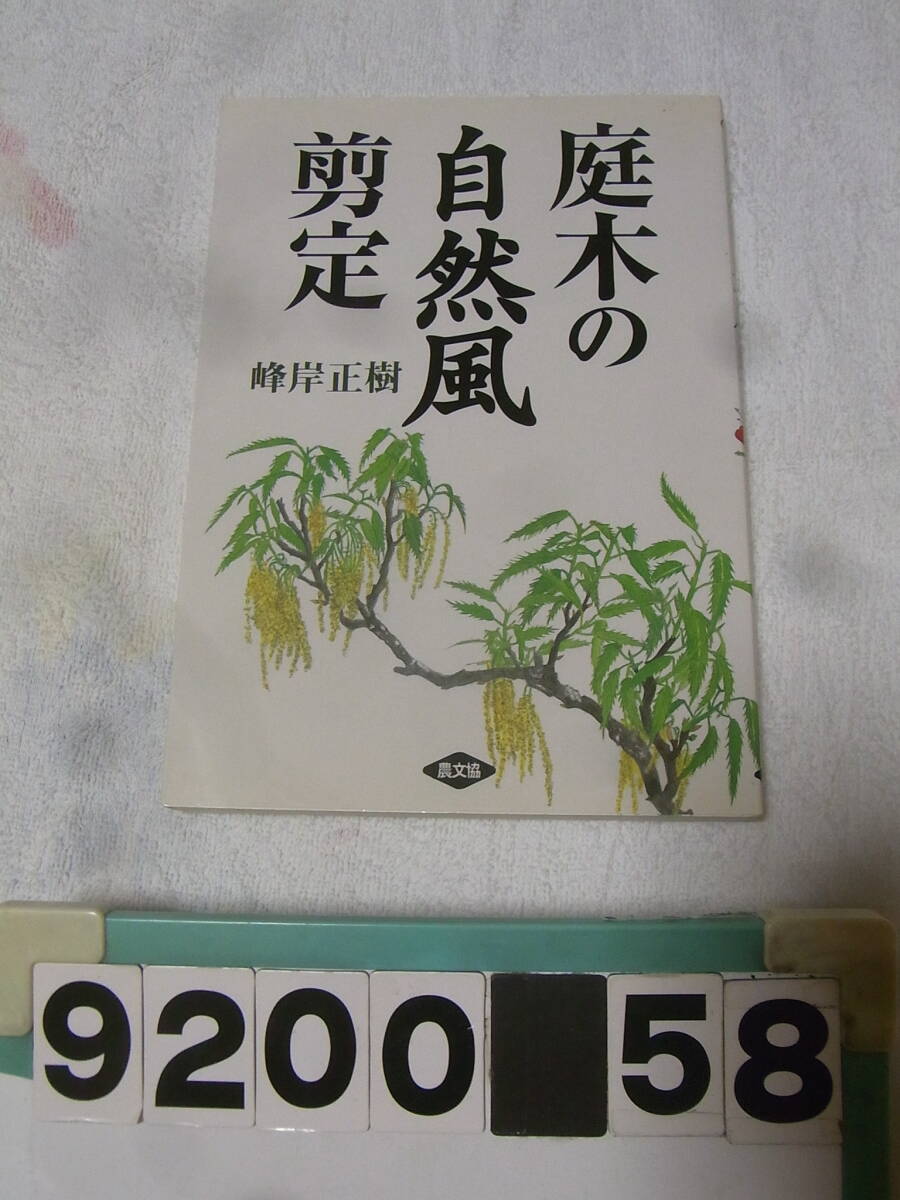 庭木の
自然風
剪定
峰岸正樹
農文協
9200 58